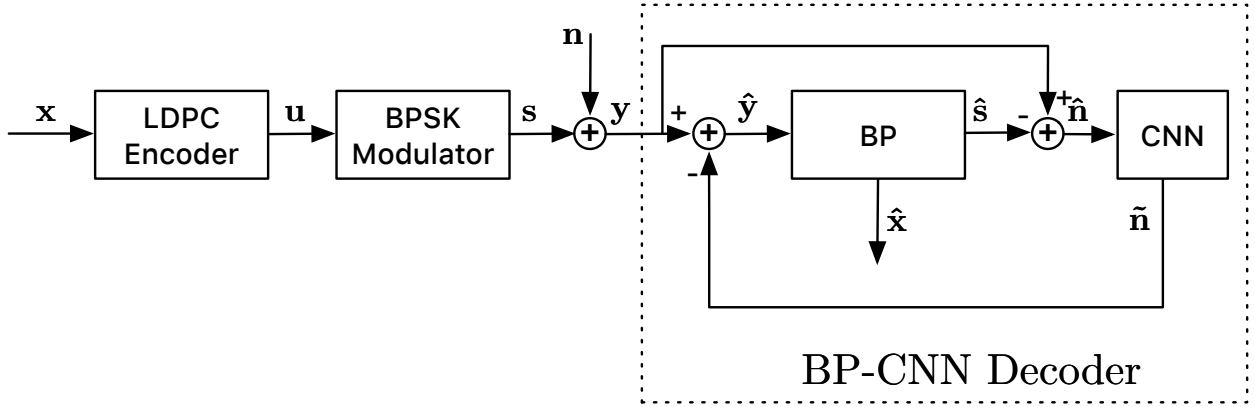 n
x
LDPC
Encoder
u
BPSK
Modulator
s
+
y
+
+
-
ŷ
BP
ŝ
x̂
-
+
+
n̂
CNN
ñ
BP-CNN Decoder